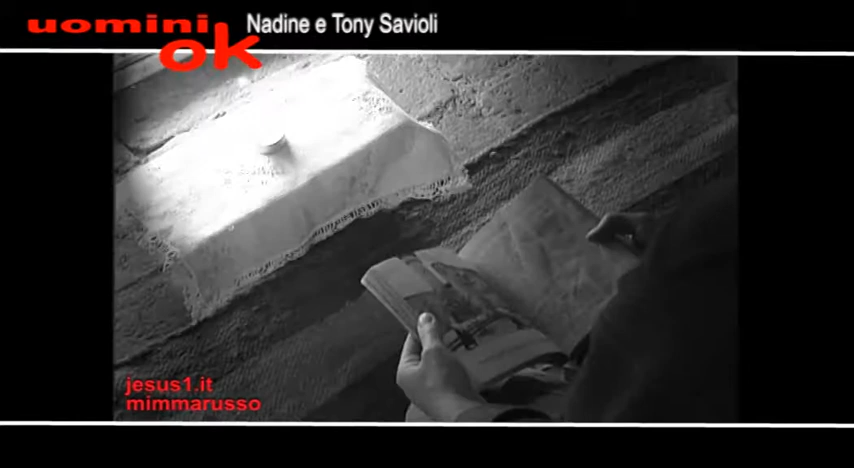 uomini
ok
Nadine e Tony Savioli
jesus1.it
mimmarusso